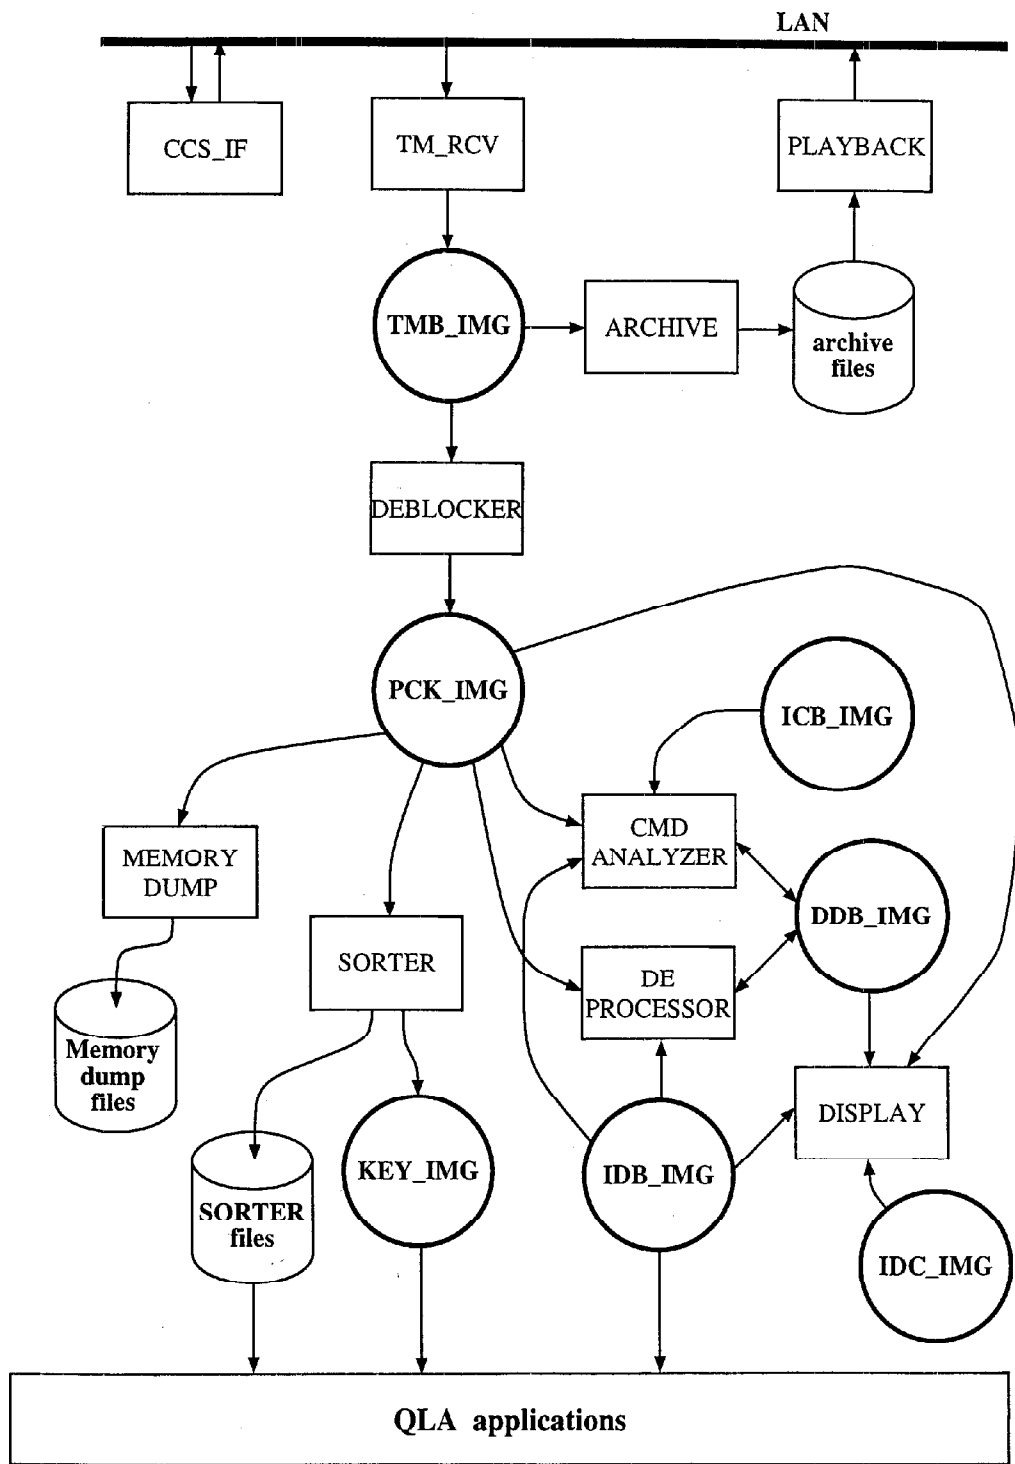 LAN
CCS_IF
TM_RCV
PLAYBACK
TMB_IMG
ARCHIVE
archive
files
DEBLOCKER
PCK_IMG
ICB_IMG
CMD
ANALYZER
MEMORY
DUMP
DDB_IMG
SORTER
DE
PROCESSOR
Memory
dump
files
DISPLAY
KEY_IMG
IDB_IMG
SORTER
files
IDC_IMG
QLA applications